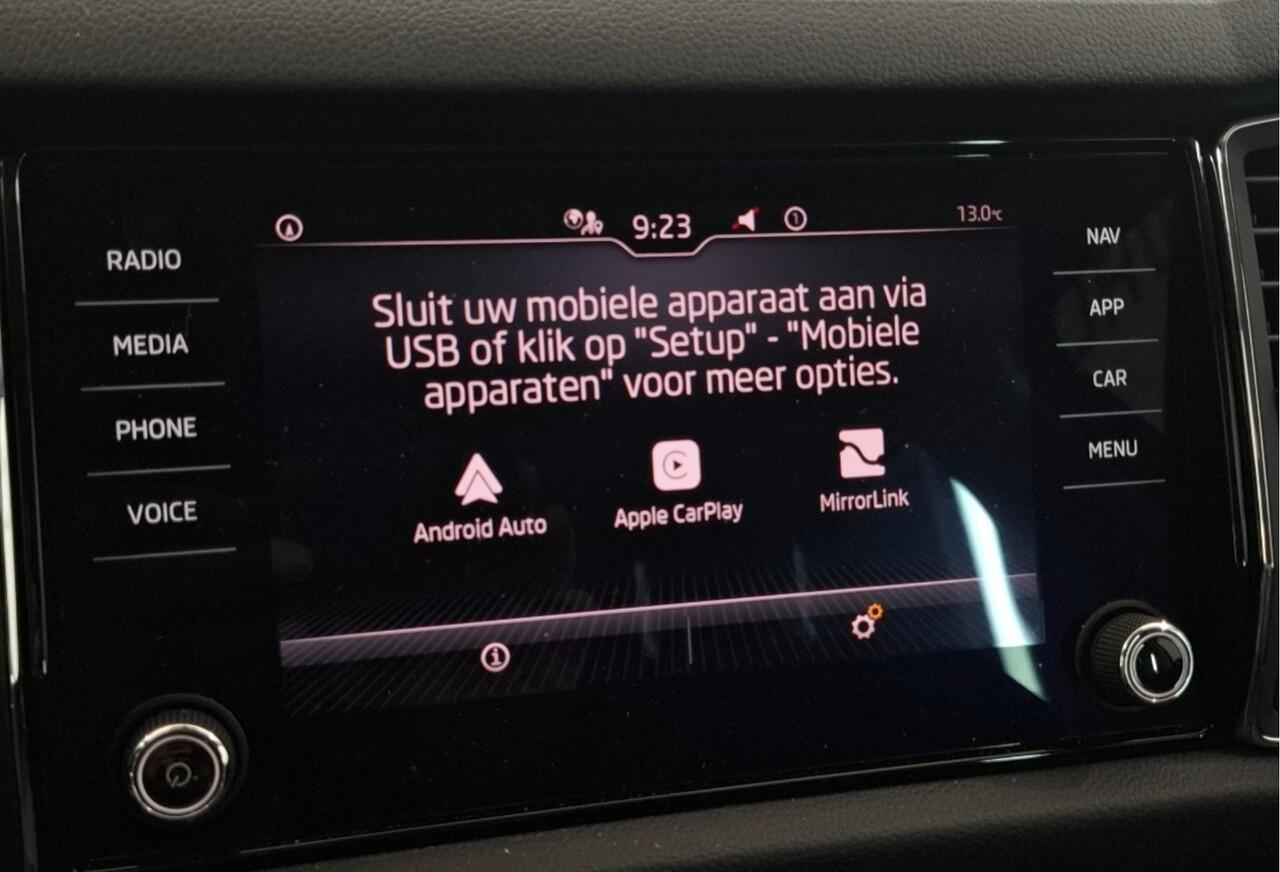 9:23
1
13.0°C
RADIO
MEDIA
PHONE
VOICE
Sluit uw mobiele apparaat aan via
USB of klik op "Setup" - "Mobiele
apparaten" voor meer opties.
Android Auto
Apple CarPlay
MirrorLink
NAV
APP
CAR
MENU